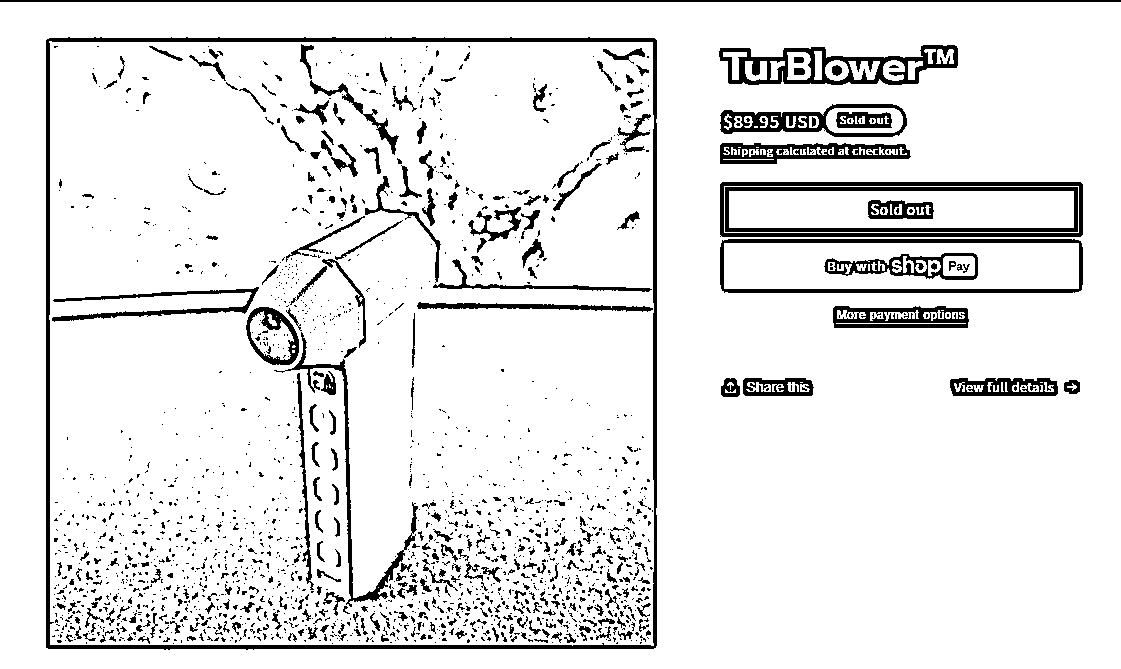 TurBlower™
$89.95 USD Sold out
Shipping calculated at checkout.
Sold out
Buy with shop Pay
More payment options
Share this View full details →